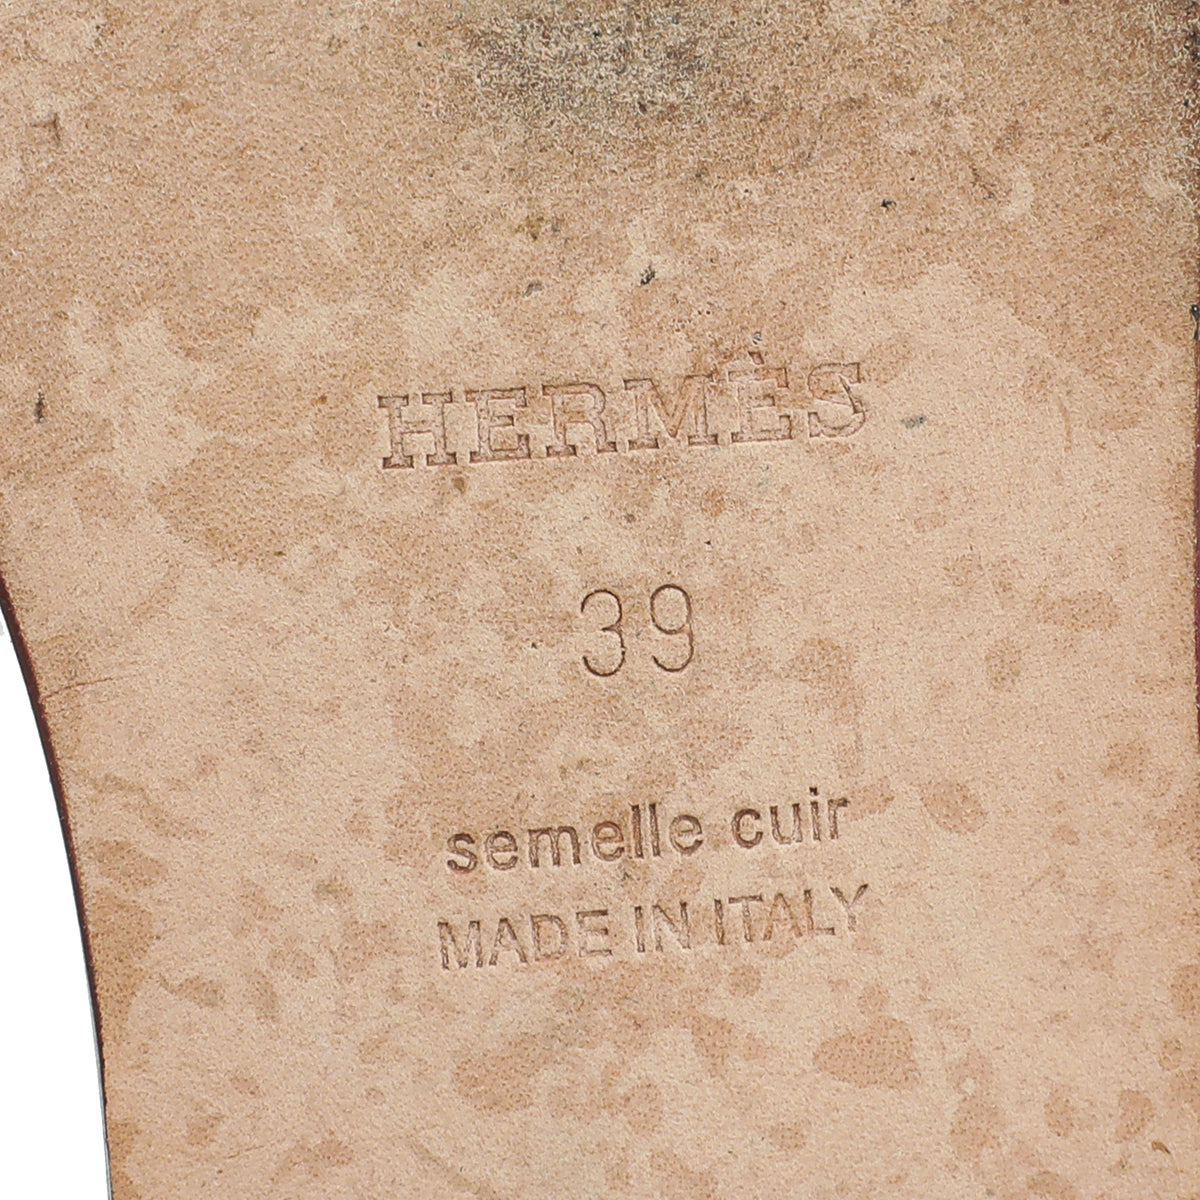 HERMÈS
39
semelle cuir
MADE IN ITALY